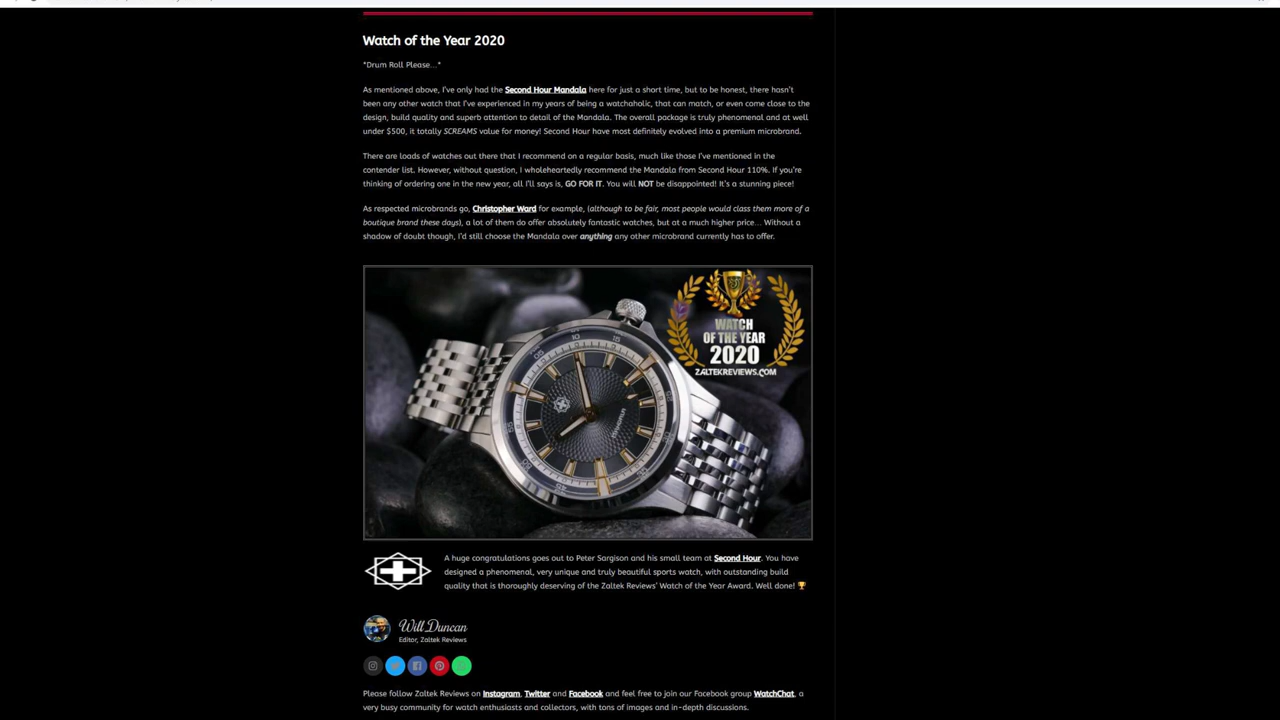 Watch of the Year 2020
*Drum Roll Please...*
As mentioned above, I've only had the Second Hour Mandala here for just a short time, but to be honest, there hasn't
been any other watch that I've experienced in my years of being a watchaholic, that can match, or even come close to the
design, build quality and superb attention to detail of the Mandala. The overall package is truly phenomenal and at well
under $500, it totally SCREAMS value for money! Second Hour have most definitely evolved into a premium microbrand.
There are loads of watches out there that I recommend on a regular basis, much like those I've mentioned in the
contender list. However, without question, I wholeheartedly recommend the Mandala from Second Hour 110%. If you're
thinking of ordering one in the new year, all I'll says is, GO FOR IT. You will NOT be disappointed! It's a stunning piece!
As respected microbrands go, Christopher Ward for example, (although to be fair, most people would class them more of a
boutique brand these days), a lot of them do offer absolutely fantastic watches, but at a much higher price... Without a
shadow of doubt though, I'd still choose the Mandala over anything any other microbrand currently has to offer.
WATCH
OF THE YEAR
2020
ZALTEKREVIEWS.COM
05
10
15
55
45
MANDALA
A huge congratulations goes out to Peter Sargison and his small team at Second Hour. You have
designed a phenomenal, very unique and truly beautiful sports watch, with outstanding build
quality that is thoroughly deserving of the Zaltek Reviews' Watch of the Year Award. Well done! 🏆
Will Duncan
Editor, Zaltek Reviews
Please follow Zaltek Reviews on Instagram, Twitter and Facebook and feel free to join our Facebook group WatchChat, a
very busy community for watch enthusiasts and collectors, with tons of images and in-depth discussions.